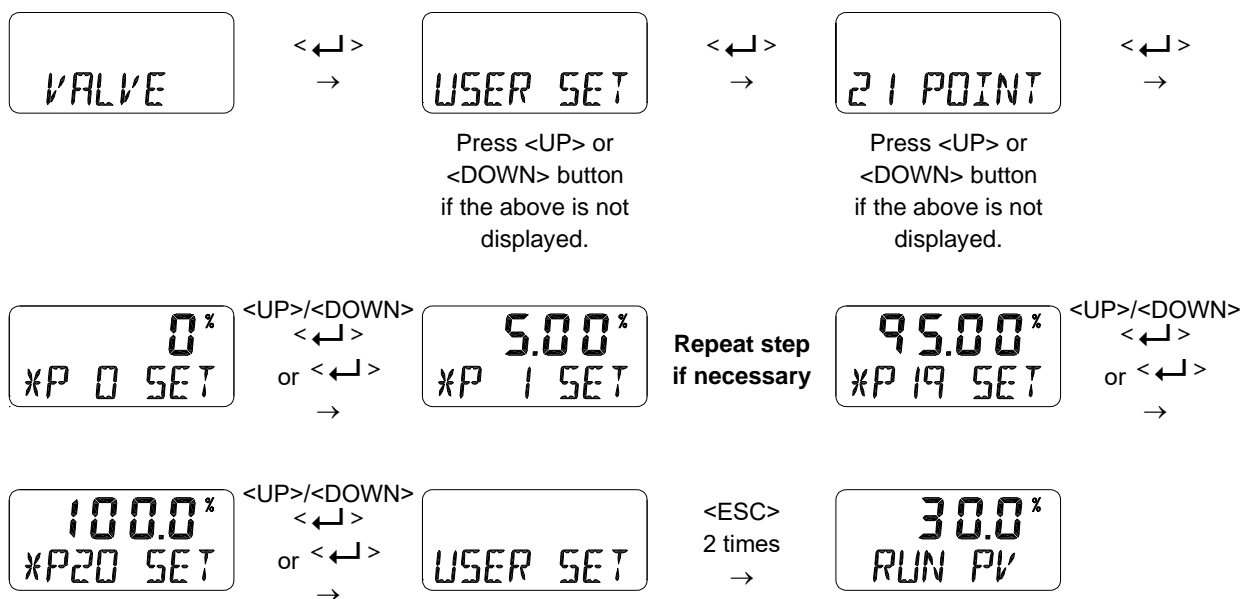 VALVE
< ↵ >
→
USER SET
Press <UP> or
<DOWN> button
if the above is not
displayed.
< ↵ >
→
21 POINT
Press <UP> or
<DOWN> button
if the above is not
displayed.
< ↵ >
→
0%
*P 0 SET
<UP>/<DOWN>
< ↵ >
or < ↵ >
→
5.00%
*P 1 SET
Repeat step
if necessary
95.00%
*P19 SET
<UP>/<DOWN>
< ↵ >
or < ↵ >
→
100.0%
*P20 SET
<UP>/<DOWN>
< ↵ >
or < ↵ >
→
USER SET
<ESC>
2 times
→
30.0%
RUN PV